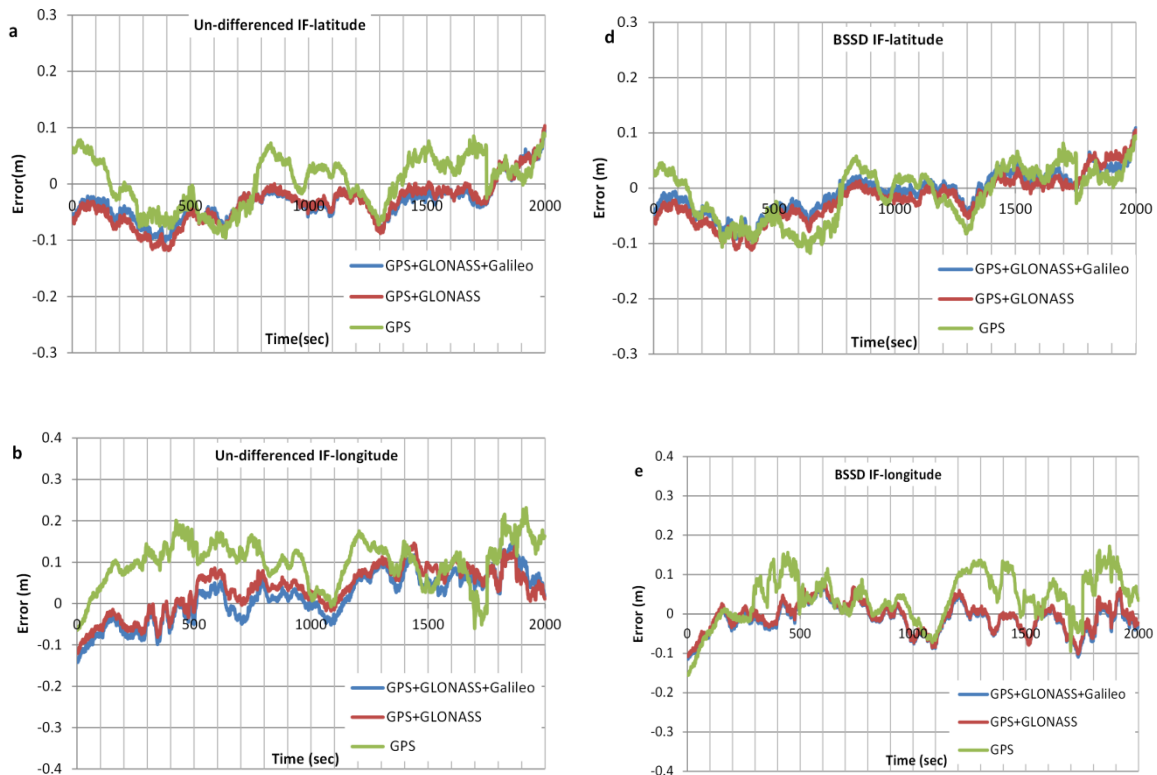 a
Un-differenced IF-latitude
0.3
0.2
0.1
0
-0.1
-0.2
-0.3
Error(m)
0 500 1000 1500 2000
GPS+GLONASS+Galileo
GPS+GLONASS
GPS
Time(sec)
d
BSSD IF-latitude
0.3
0.2
0.1
0
-0.1
-0.2
-0.3
Error (m)
0 500 1000 1500 2000
GPS+GLONASS+Galileo
GPS+GLONASS
GPS
Time(sec)
b
Un-differenced IF-longitude
0.4
0.3
0.2
0.1
0
-0.1
-0.2
-0.3
-0.4
Error (m)
0 500 1000 1500 2000
GPS+GLONASS+Galileo
GPS+GLONASS
GPS
Time (sec)
e
BSSD IF-longitude
0.4
0.3
0.2
0.1
0
-0.1
-0.2
-0.3
-0.4
Error (m)
0 500 1000 1500 2000
GPS+GLONASS+Galileo
GPS+GLONASS
GPS
Time (sec)